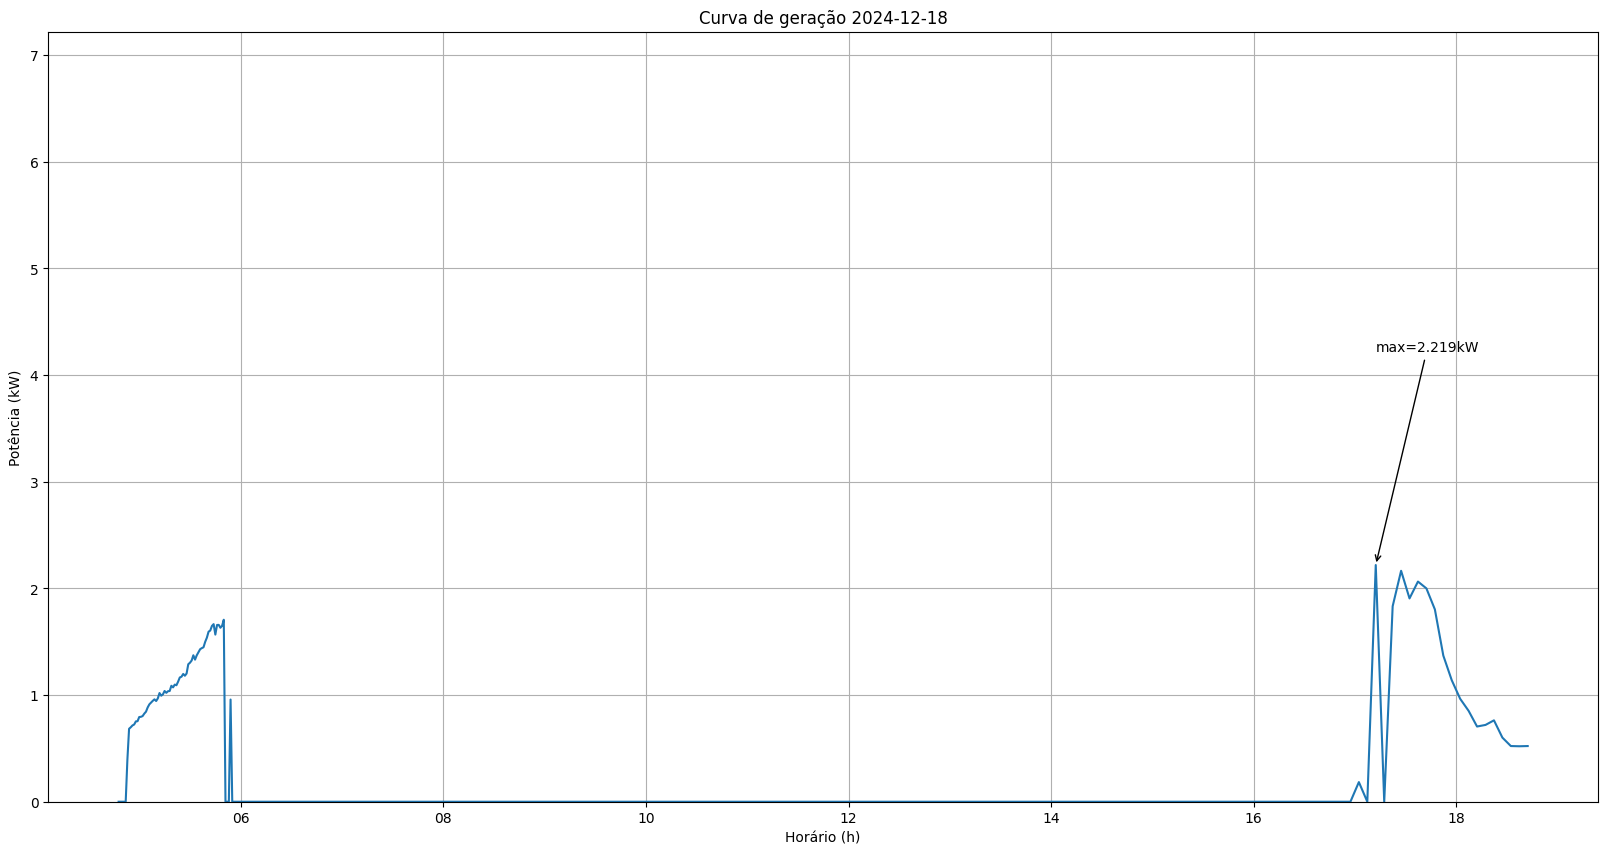 Curva de geração 2024-12-18
7
6
5
4
3
2
1
0
Potência (kW)
max=2.219kW
06 08 10 12 14 16 18
Horário (h)